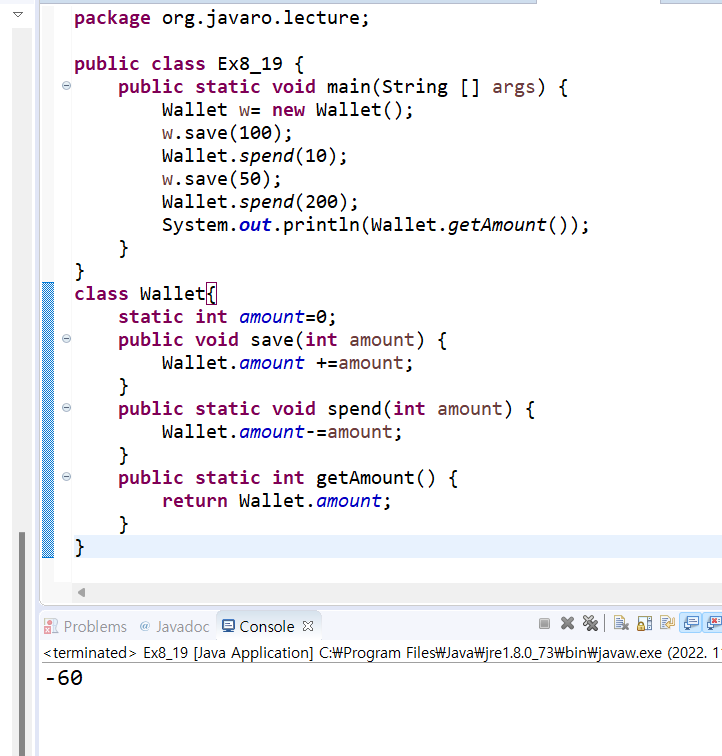 package org.javaro.lecture;
public class Ex8_19 {
public static void main(String [] args) {
Wallet w= new Wallet();
w.save(100);
Wallet.spend(10);
w.save(50);
Wallet.spend(200);
System.out.println(Wallet.getAmount());
}
}
class Wallet{
static int amount=0;
public void save(int amount) {
Wallet.amount +=amount;
}
public static void spend(int amount) {
Wallet.amount-=amount;
}
public static int getAmount() {
return Wallet.amount;
}
}
Problems @ Javadoc Console
<terminated> Ex8_19 [Java Application] C:₩Program Files₩Java₩jre1.8.0_73₩bin₩javaw.exe (2022. 1
-60